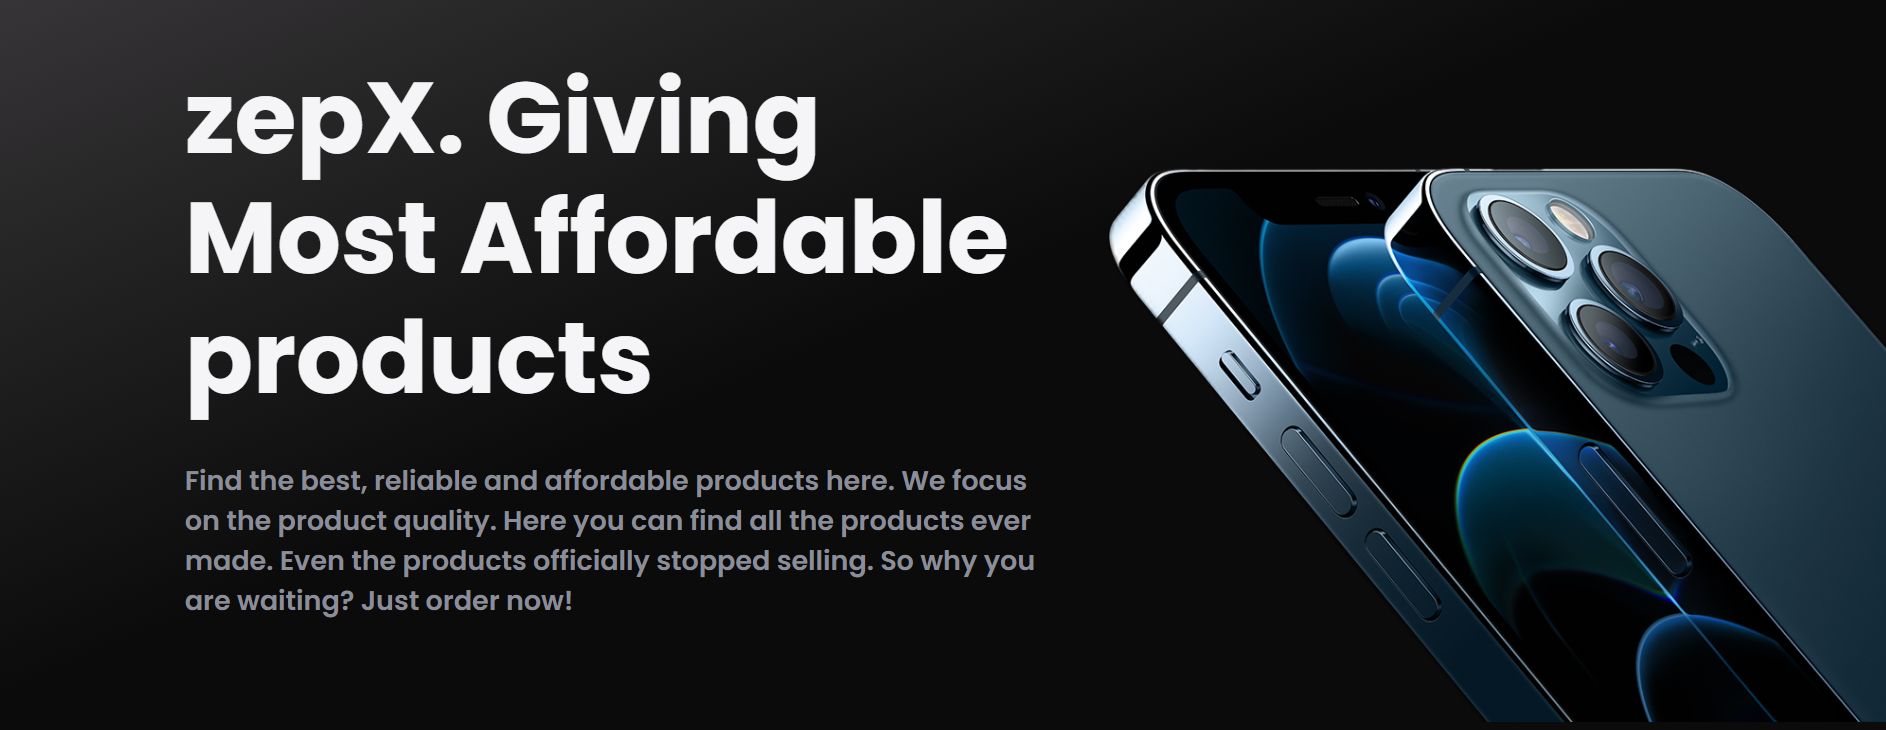 zepX. Giving
Most Affordable
products
Find the best, reliable and affordable products here. We focus
on the product quality. Here you can find all the products ever
made. Even the products officially stopped selling. So why you
are waiting? Just order now!